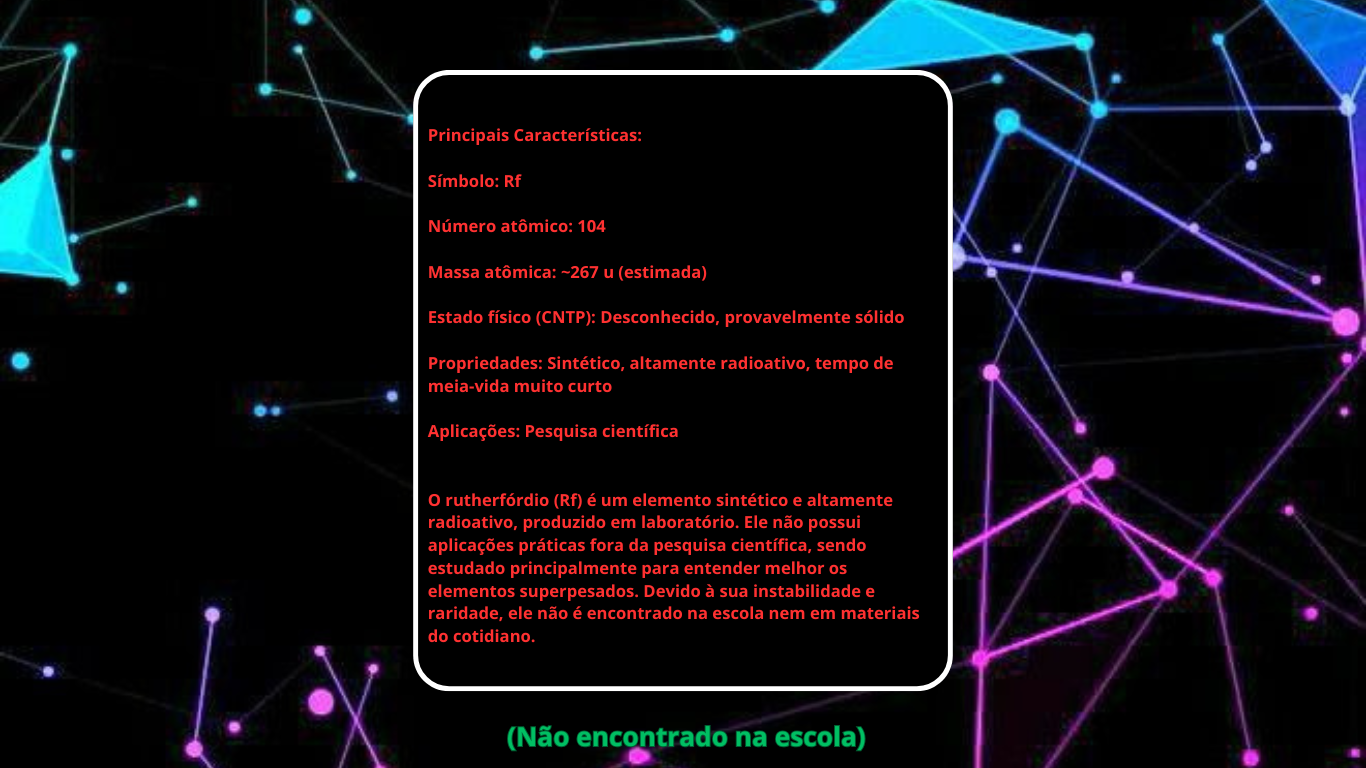 Principais Características:
Símbolo: Rf
Número atômico: 104
Massa atômica: ~267 u (estimada)
Estado físico (CNTP): Desconhecido, provavelmente sólido
Propriedades: Sintético, altamente radioativo, tempo de
meia-vida muito curto
Aplicações: Pesquisa científica
O rutherfórdio (Rf) é um elemento sintético e altamente
radioativo, produzido em laboratório. Ele não possui
aplicações práticas fora da pesquisa científica, sendo
estudado principalmente para entender melhor os
elementos superpesados. Devido à sua instabilidade e
raridade, ele não é encontrado na escola nem em materiais
do cotidiano.
(Não encontrado na escola)